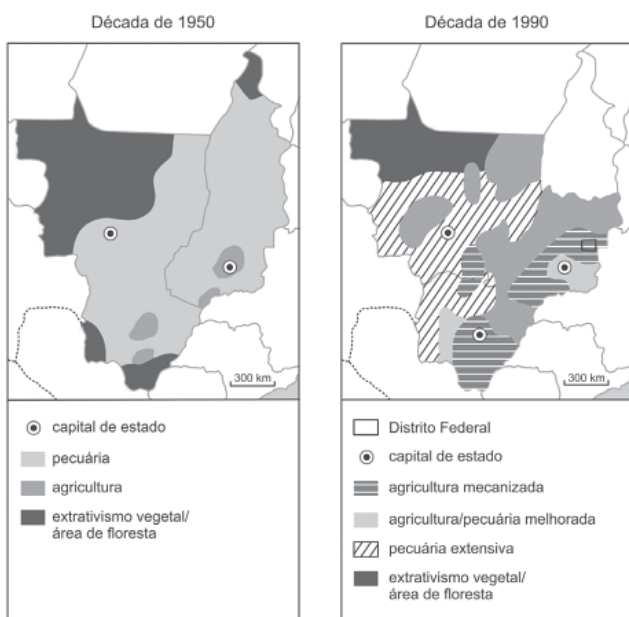 Década de 1950
300 km
capital de estado
pecuária
agricultura
extrativismo vegetal/
área de floresta
Década de 1990
300 km
Distrito Federal
capital de estado
agricultura mecanizada
agricultura/pecuária melhorada
pecuária extensiva
extrativismo vegetal/
área de floresta